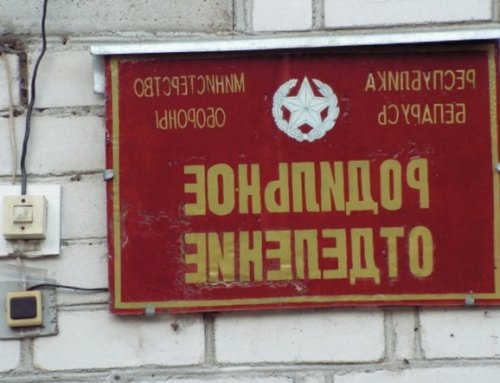 РЕСПУБЛИКА
БЕЛАРУСЬ
МИНИСТЕРСТВО
ОБОРОНЫ
РОДИЛЬНОЕ
ОТДЕЛЕНИЕ